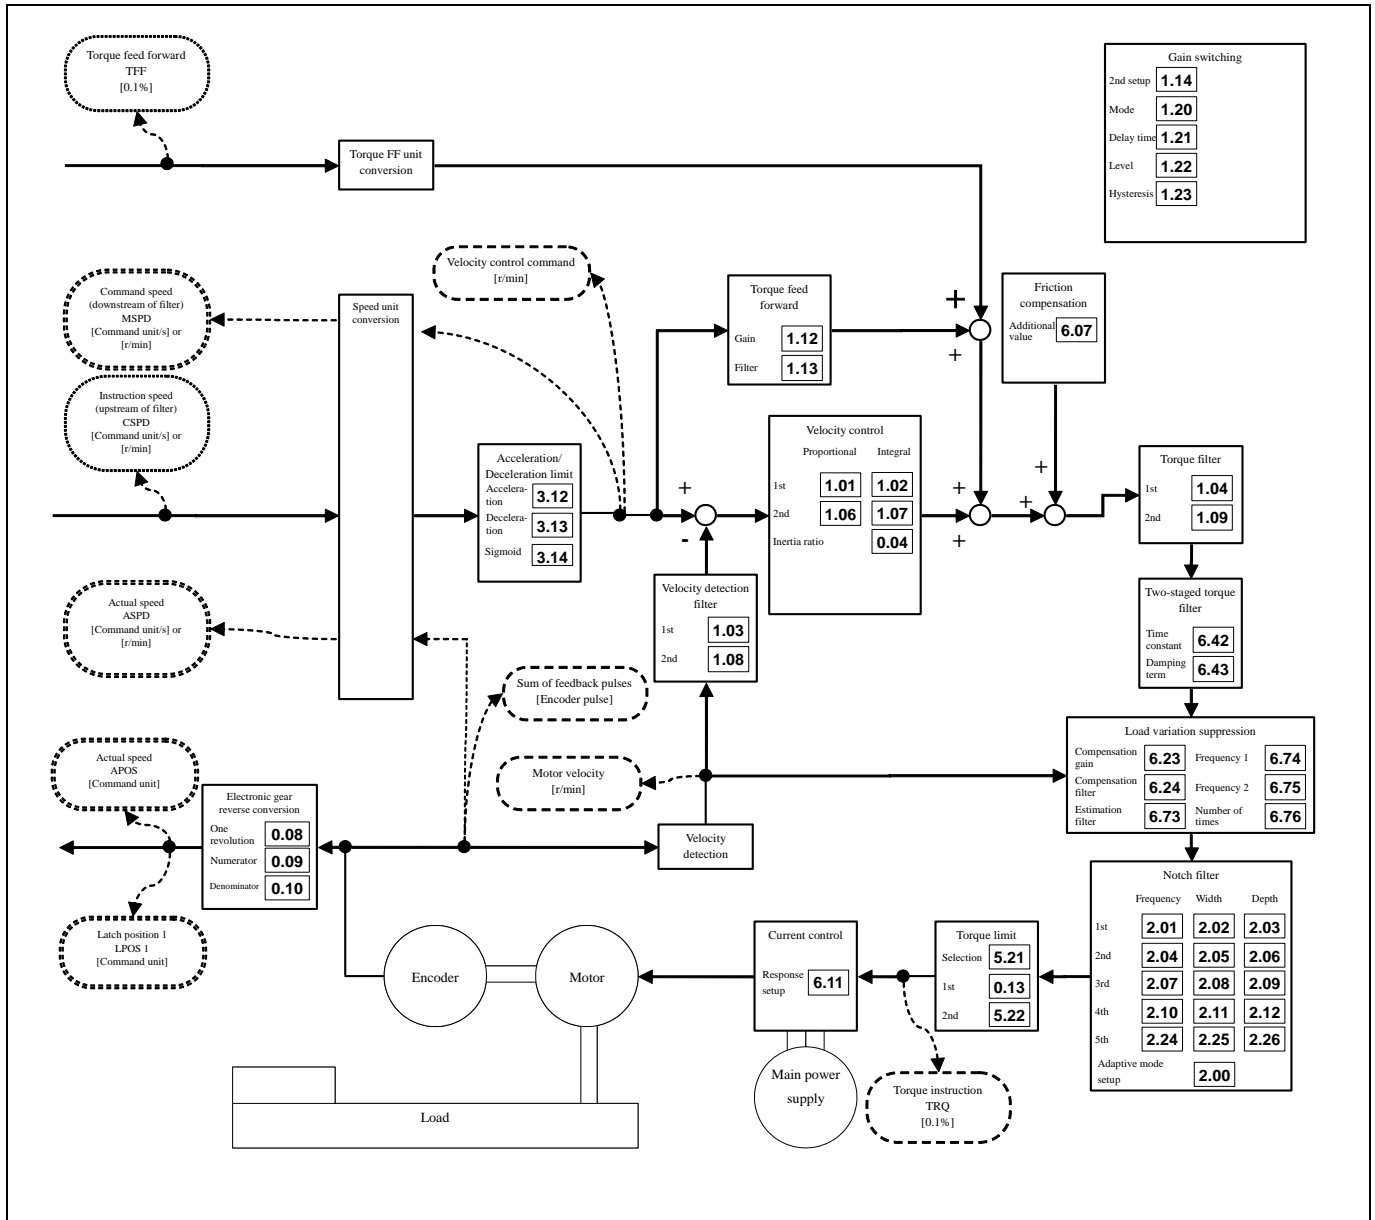 Torque feed forward
TFF
[0.1%]
Gain switching
2nd setup 1.14
Mode 1.20
Delay time 1.21
Level 1.22
Hysteresis 1.23
Torque FF unit
conversion
Velocity control command
[r/min]
Command speed
(downstream of filter)
MSPD
[Command unit/s] or
[r/min]
Instruction speed
(upstream of filter)
CSPD
[Command unit/s] or
[r/min]
Speed unit
conversion
Torque feed
forward
Gain 1.12
Filter 1.13
+
+
Friction
compensation
Additional
value 6.07
Acceleration/
Deceleration limit
Accelera-
tion 3.12
Decelera-
tion 3.13
Sigmoid 3.14
+
-
Velocity control
Proportional Integral
1st 1.01 1.02
2nd 1.06 1.07
Inertia ratio 0.04
+
+
+
+
Torque filter
1st 1.04
2nd 1.09
Actual speed
ASPD
[Command unit/s] or
[r/min]
Velocity detection
filter
1st 1.03
2nd 1.08
Two-staged torque
filter
Time
constant 6.42
Damping
term 6.43
Sum of feedback pulses
[Encoder pulse]
Motor velocity
[r/min]
Load variation suppression
Compensation
gain 6.23 Frequency 1 6.74
Compensation
filter 6.24 Frequency 2 6.75
Estimation
filter 6.73 Number of
times 6.76
Actual speed
APOS
[Command unit]
Electronic gear
reverse conversion
One
revolution 0.08
Numerator 0.09
Denominator 0.10
Velocity
detection
Latch position 1
LPOS 1
[Command unit]
Notch filter
Frequency Width Depth
1st 2.01 2.02 2.03
2nd 2.04 2.05 2.06
3rd 2.07 2.08 2.09
4th 2.10 2.11 2.12
5th 2.24 2.25 2.26
Adaptive mode
setup 2.00
Encoder
Motor
Current control
Response
setup 6.11
Torque limit
Selection 5.21
1st 0.13
2nd 5.22
Main power
supply
Torque instruction
TRQ
[0.1%]
Load